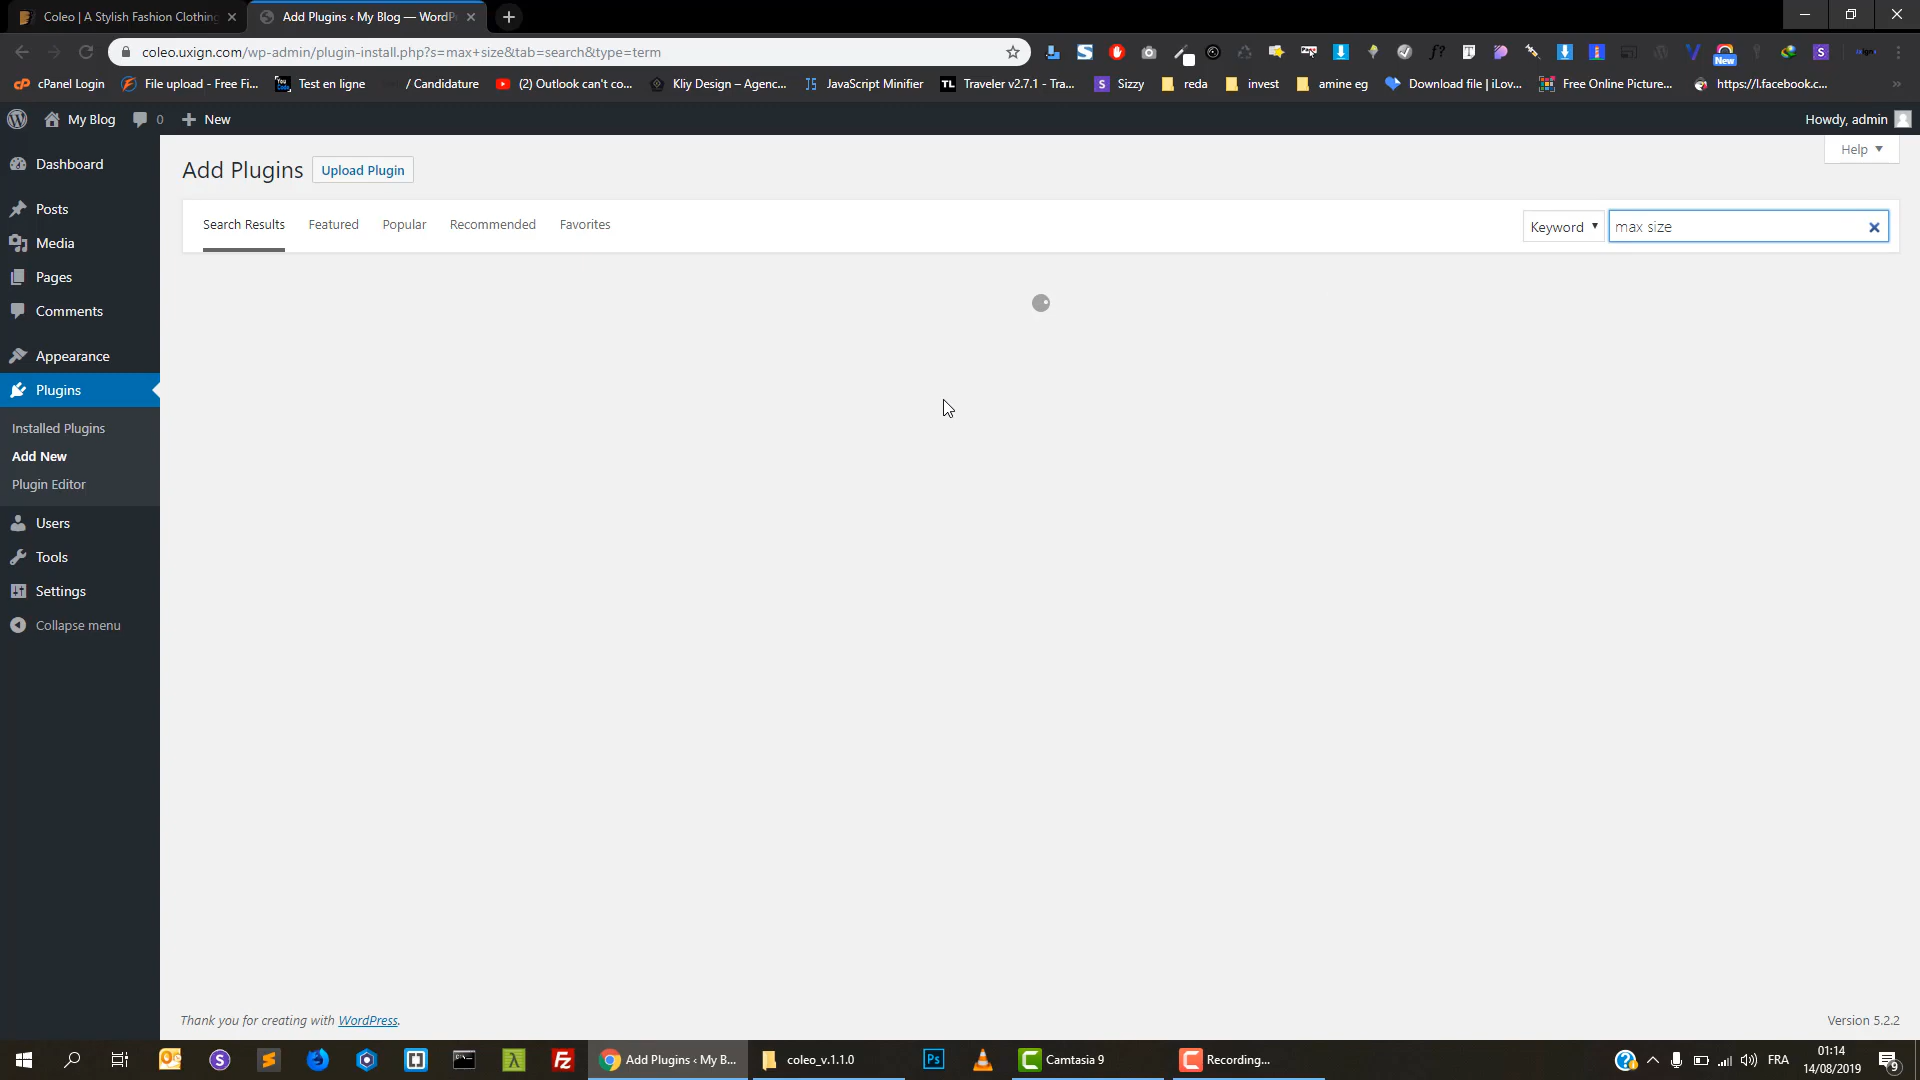 Coleo | A Stylish Fashion Clothing
Add Plugins ‹ My Blog — WordP
coleo.uxign.com/wp-admin/plugin-install.php?s=max+size&tab=search&type=term
New
cPanel Login
File upload - Free Fi...
Test en ligne
/ Candidature
(2) Outlook can't co...
Kliy Design – Agenc...
JavaScript Minifier
TL Traveler v2.7.1 - Tra...
S Sizzy
reda
invest
amine eg
Download file | iLov...
Free Online Picture...
https://l.facebook.c...
My Blog
0
New
Howdy, admin
Dashboard
Posts
Media
Pages
Comments
Appearance
Plugins
Installed Plugins
Add New
Plugin Editor
Users
Tools
Settings
Collapse menu
Add Plugins
Upload Plugin
Help
Search Results
Featured
Popular
Recommended
Favorites
Keyword
max size
Thank you for creating with WordPress.
Version 5.2.2
Add Plugins ‹ My B...
coleo_v.1.1.0
Ps
Camtasia 9
Recording...
FRA
01:14
14/08/2019
9